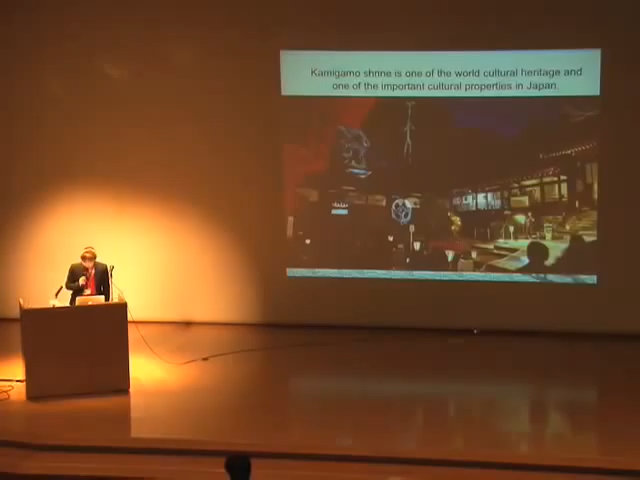 Kamigamo shrine is one of the world cultural heritage and
one of the important cultural properties in Japan